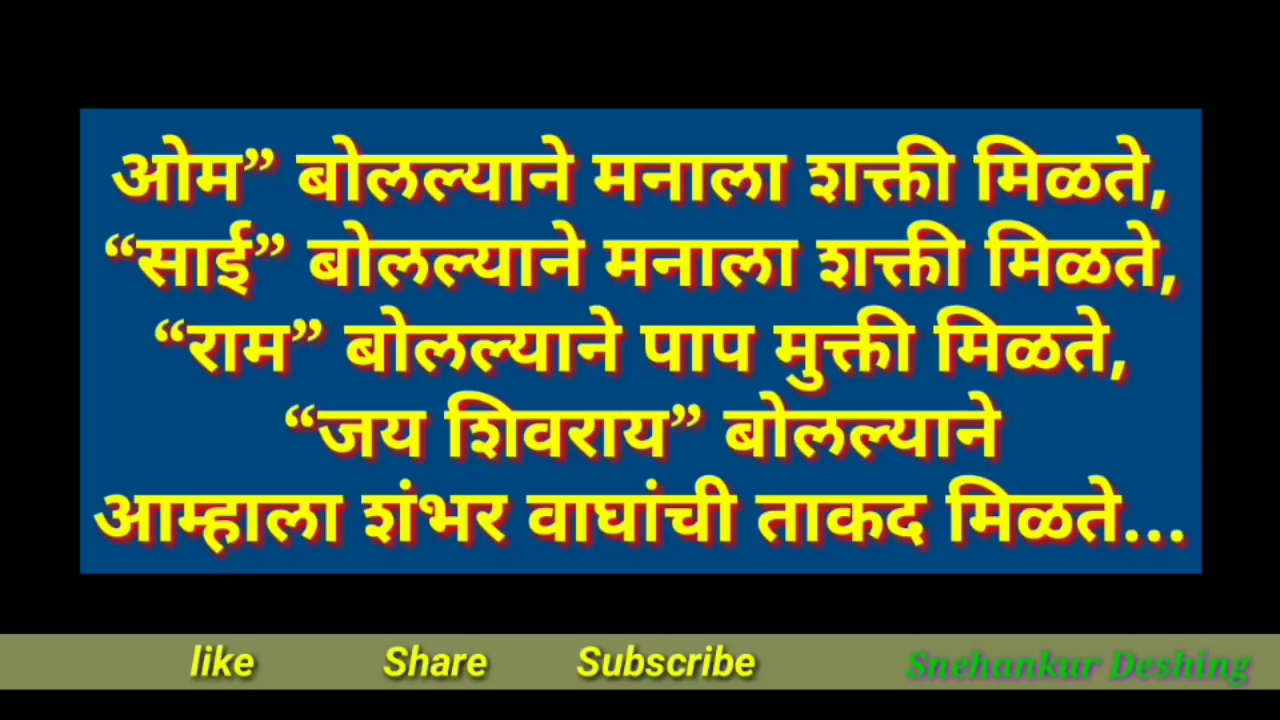 ओम” बोलल्याने मनाला शक्ती मिळते,
“साई” बोलल्याने मनाला शक्ती मिळते,
“राम” बोलल्याने पाप मुक्ती मिळते,
“जय शिवराय” बोलल्याने
आम्हाला शंभर वाघांची ताकद मिळते...
like Share Subscribe Snehankur Deshing